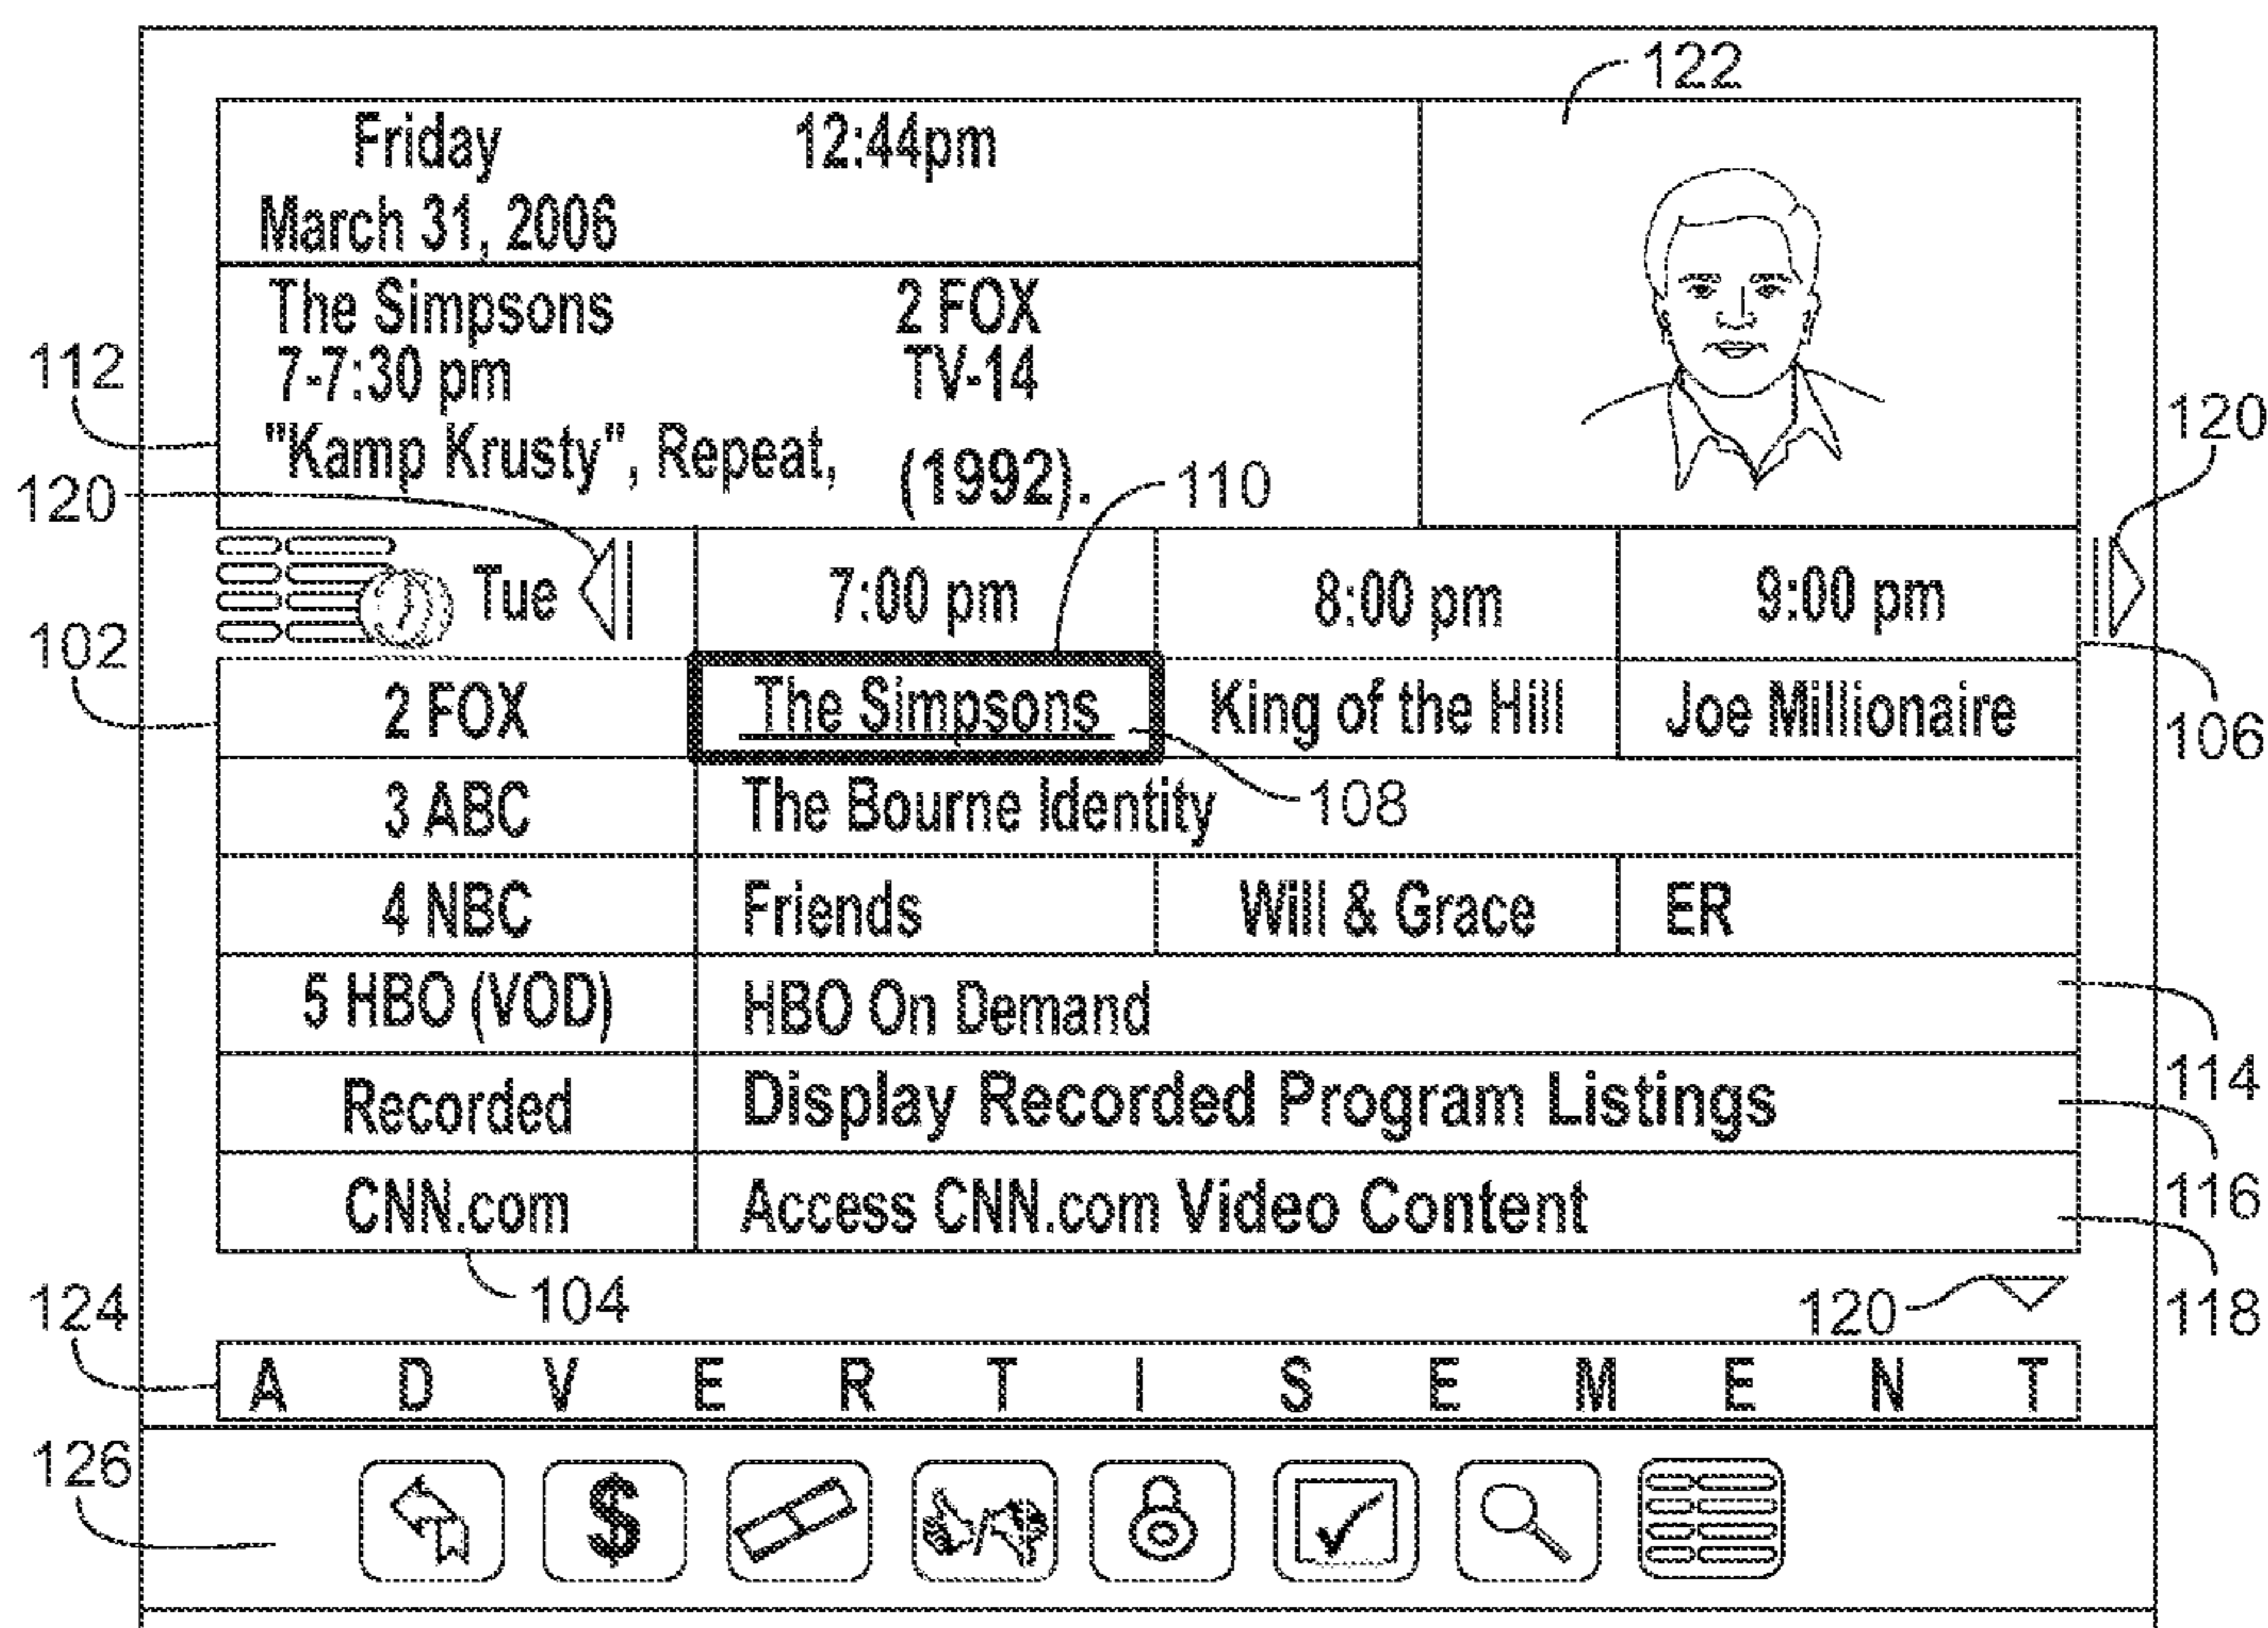 122
Friday 12:44pm
March 31, 2006
The Simpsons 2 FOX
112 7-7:30 pm TV-14
120
"Kamp Krusty", Repeat, (1992). 110
120
Tue 7:00 pm 8:00 pm 9:00 pm
102
2 FOX The Simpsons King of the Hill Joe Millionaire
106
3 ABC The Bourne Identity 108
4 NBC Friends Will & Grace ER
5 HBO (VOD) HBO On Demand
114
Recorded Display Recorded Program Listings
116
CNN.com Access CNN.com Video Content
124 104 120 118
A D V E R T I S E M E N T
126
$